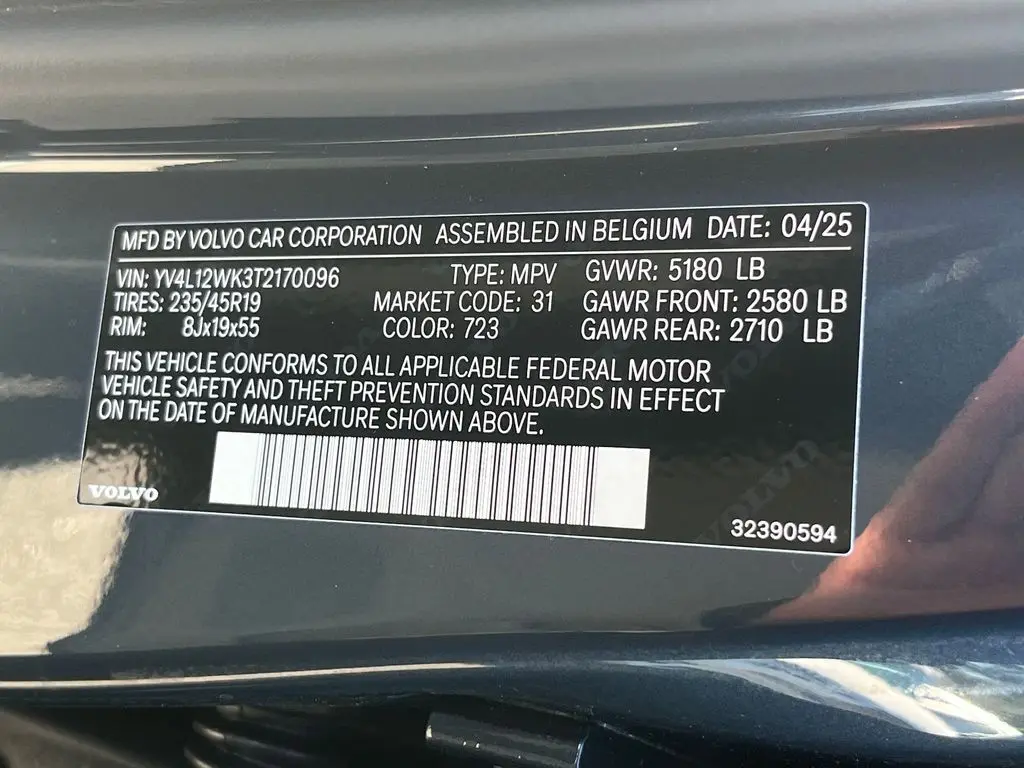 MFD BY VOLVO CAR CORPORATION ASSEMBLED IN BELGIUM DATE: 04/25
VIN: YV4L12WK3T2170096 TYPE: MPV GVWR: 5180 LB
TIRES: 235/45R19 MARKET CODE: 31 GAWR FRONT: 2580 LB
RIM: 8Jx19x55 COLOR: 723 GAWR REAR: 2710 LB
THIS VEHICLE CONFORMS TO ALL APPLICABLE FEDERAL MOTOR
VEHICLE SAFETY AND THEFT PREVENTION STANDARDS IN EFFECT
ON THE DATE OF MANUFACTURE SHOWN ABOVE.
VOLVO
32390594